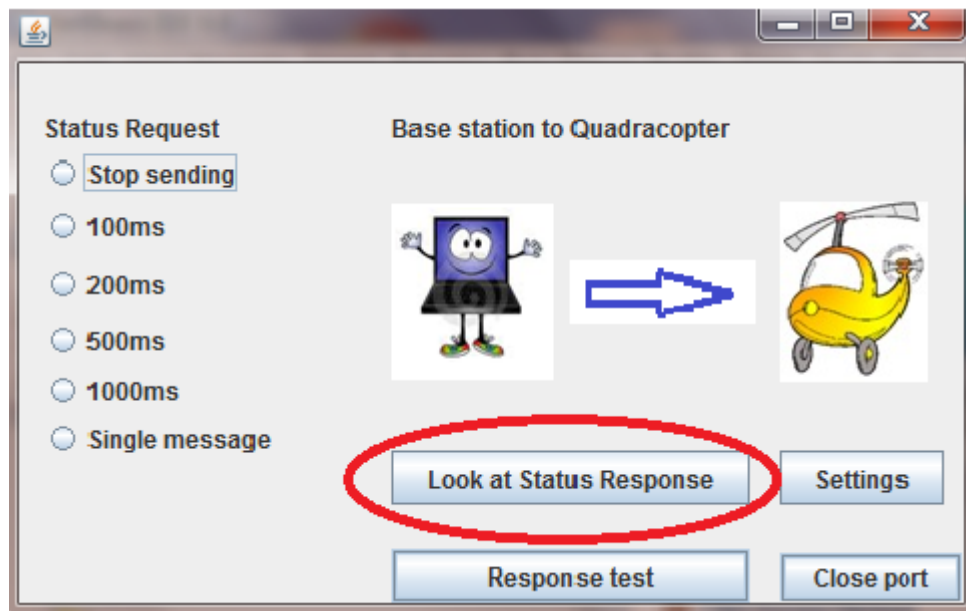 Status Request
Stop sending
100ms
200ms
500ms
1000ms
Single message
Base station to Quadracopter
Look at Status Response
Settings
Response test
Close port